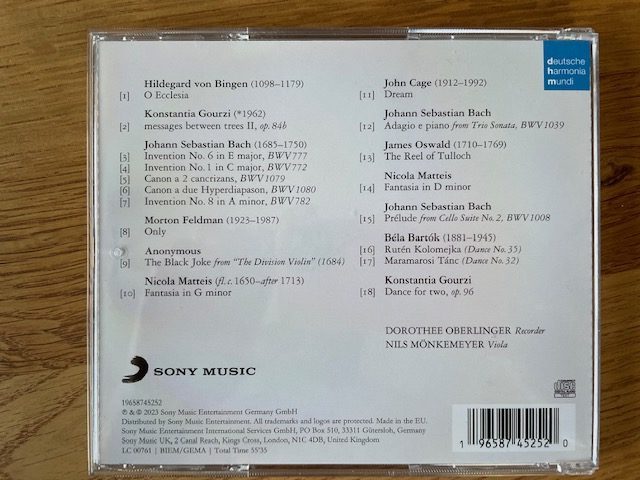 deutsche
harmonia
mundi
Hildegard von Bingen (1098–1179)
[1] O Ecclesia
Konstantia Gourzi (*1962)
[2] messages between trees II, op. 84b
Johann Sebastian Bach (1685–1750)
[3] Invention No. 6 in E major, BWV 777
[4] Invention No. 1 in C major, BWV 772
[5] Canon a 2 cancrizans, BWV 1079
[6] Canon a due Hyperdiapason, BWV 1080
[7] Invention No. 8 in A minor, BWV 782
Morton Feldman (1923–1987)
[8] Only
Anonymous
[9] The Black Joke from "The Division Violin" (1684)
Nicola Matteis (fl. c. 1650–after 1713)
[10] Fantasia in G minor
John Cage (1912–1992)
[11] Dream
Johann Sebastian Bach
[12] Adagio e piano from Trio Sonata, BWV 1039
James Oswald (1710–1769)
[13] The Reel of Tulloch
Nicola Matteis
[14] Fantasia in D minor
Johann Sebastian Bach
[15] Prélude from Cello Suite No. 2, BWV 1008
Béla Bartók (1881–1945)
[16] Rutén Kolomejka (Dance No. 35)
[17] Maramorosi Tánc (Dance No. 32)
Konstantia Gourzi
[18] Dance for two, op. 96
DOROTHEE OBERLINGER Recorder
NILS MÖNKEMEYER Viola
SONY MUSIC
19658745252
℗ & © 2023 Sony Music Entertainment Germany GmbH
Distributed by Sony Music Entertainment. All trademarks and logos are protected. Made in the EU.
Sony Music Entertainment International Services GmbH, PO Box 510, 33311 Gütersloh, Germany
Sony Music UK, 2 Canal Reach, Kings Cross, London, N1C 4DB, United Kingdom
LC 00761 | BIEM/GEMA | Total Time 55'35
1 96587 45252 0